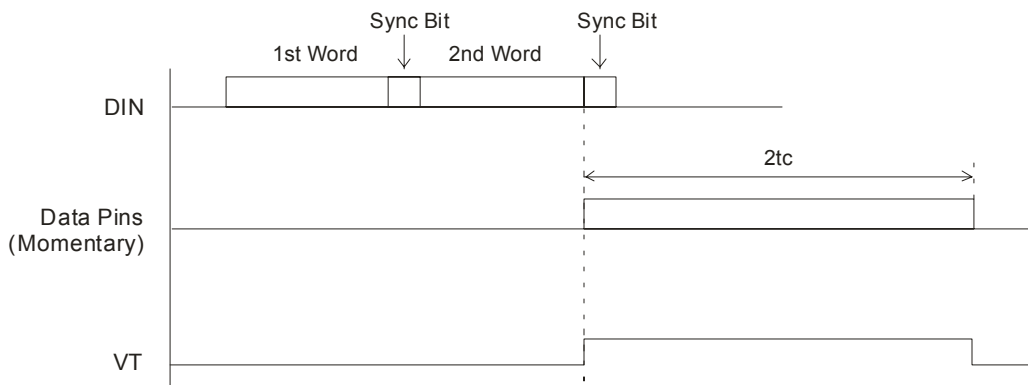 Sync Bit
Sync Bit
1st Word
2nd Word
DIN
2tc
Data Pins
(Momentary)
VT